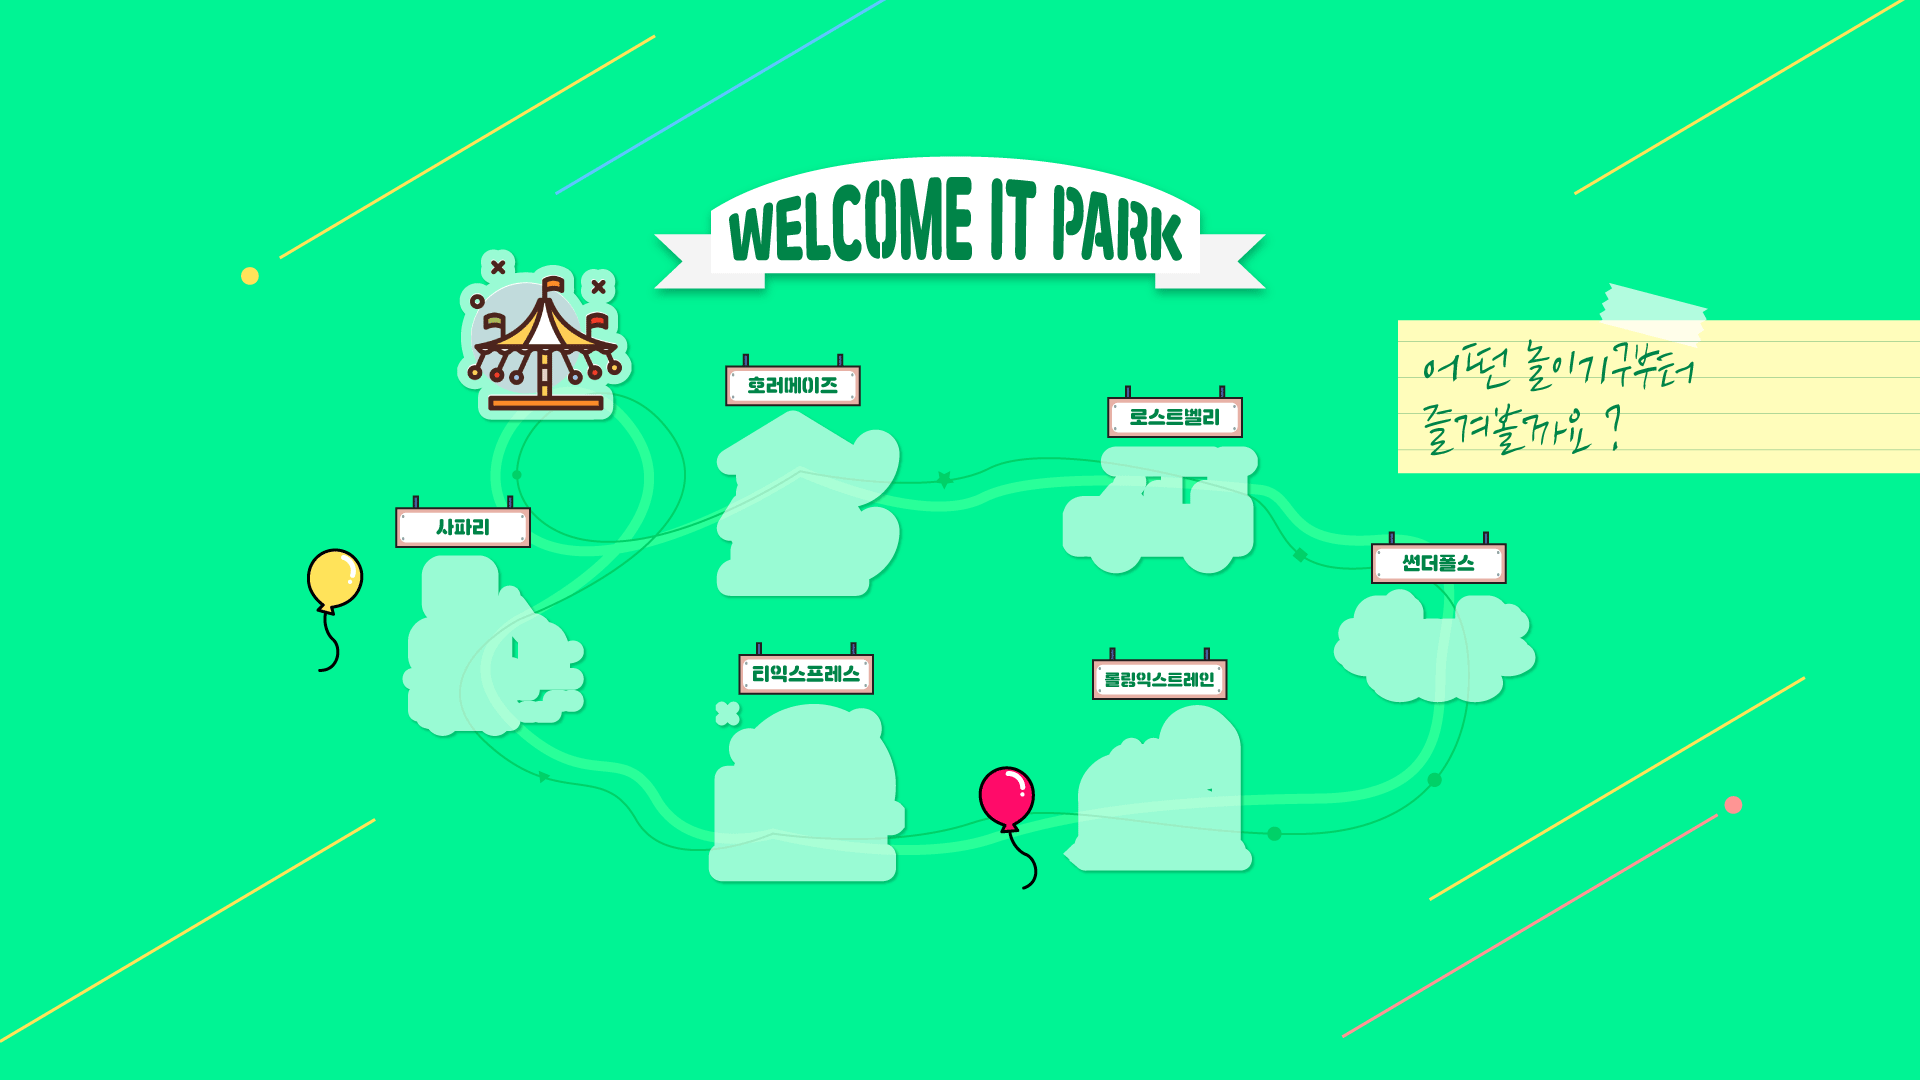 WELCOME IT PARK
어떤 놀이기구부터
즐겨볼까요?
호러메이즈
로스트벨리
사파리
썬더폴스
티익스프레스
롤링익스트레인